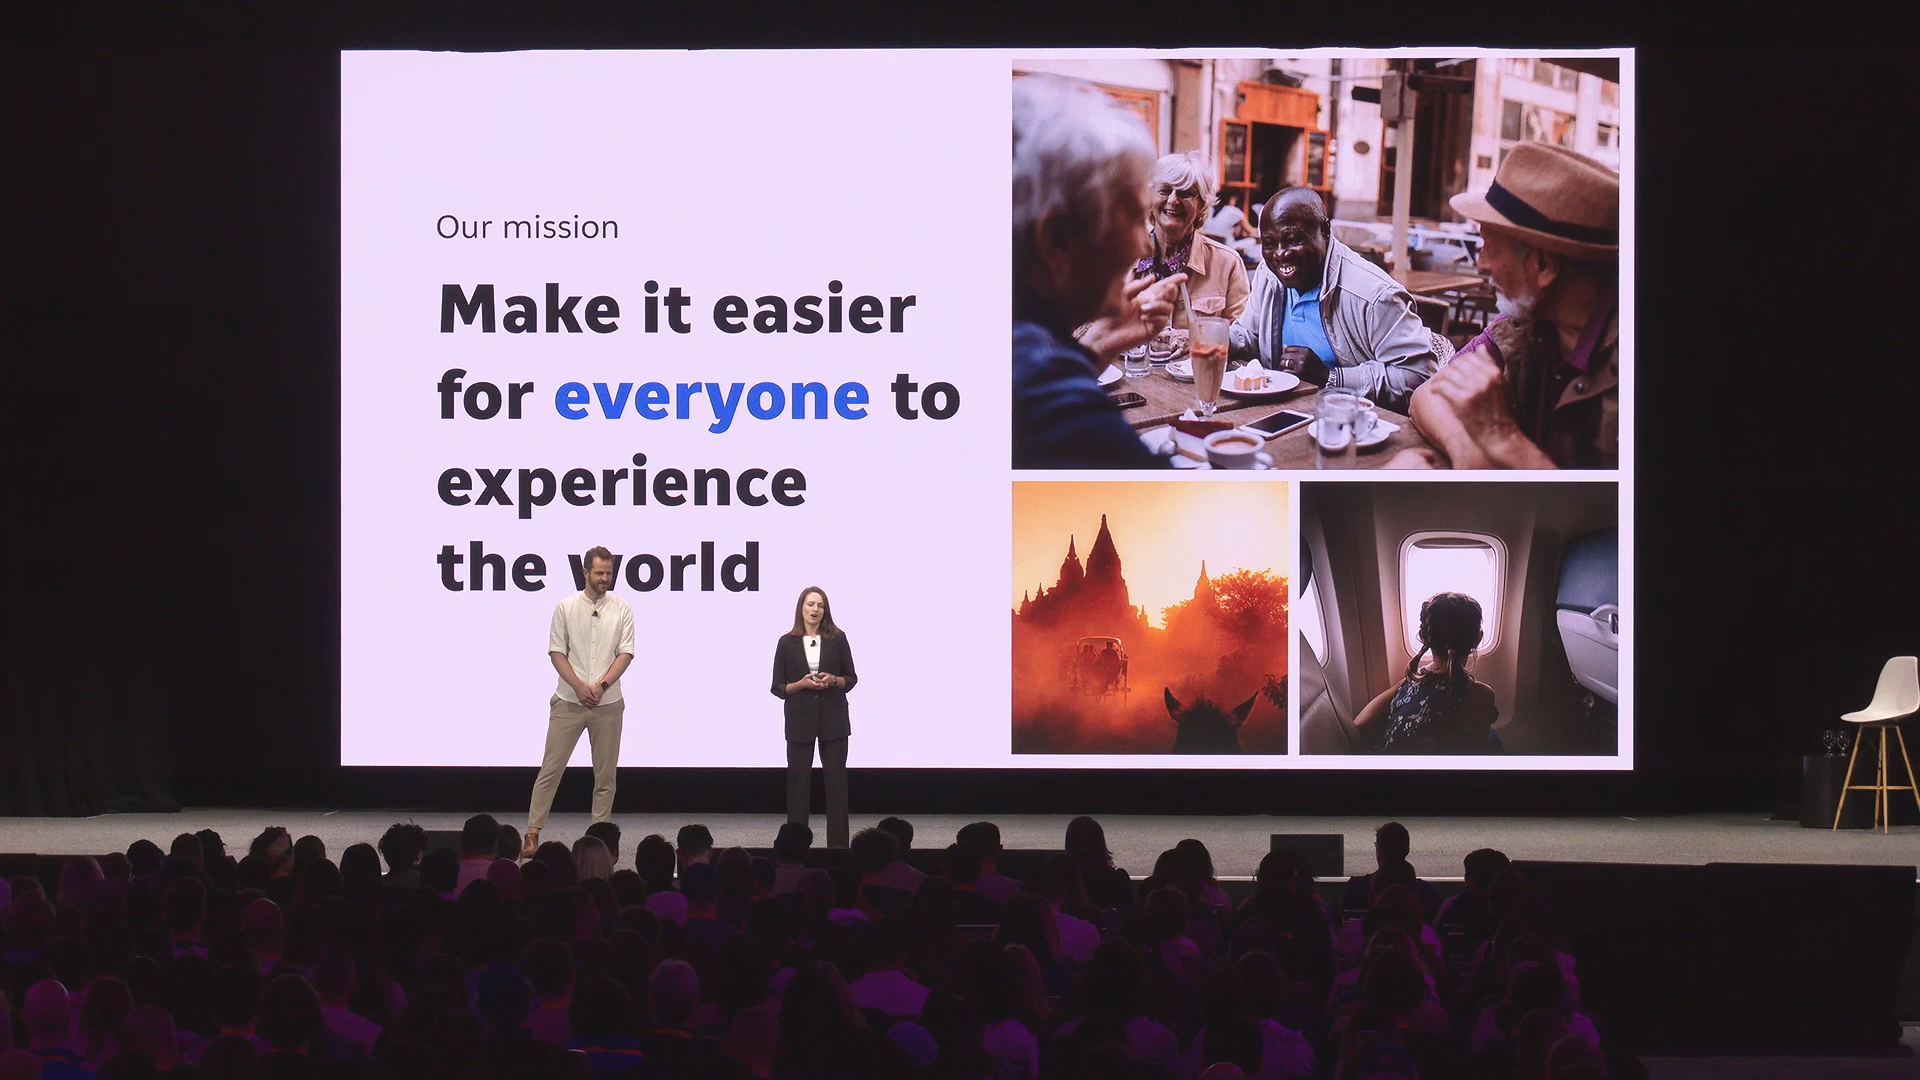 Our mission
Make it easier
for everyone to
experience
the world